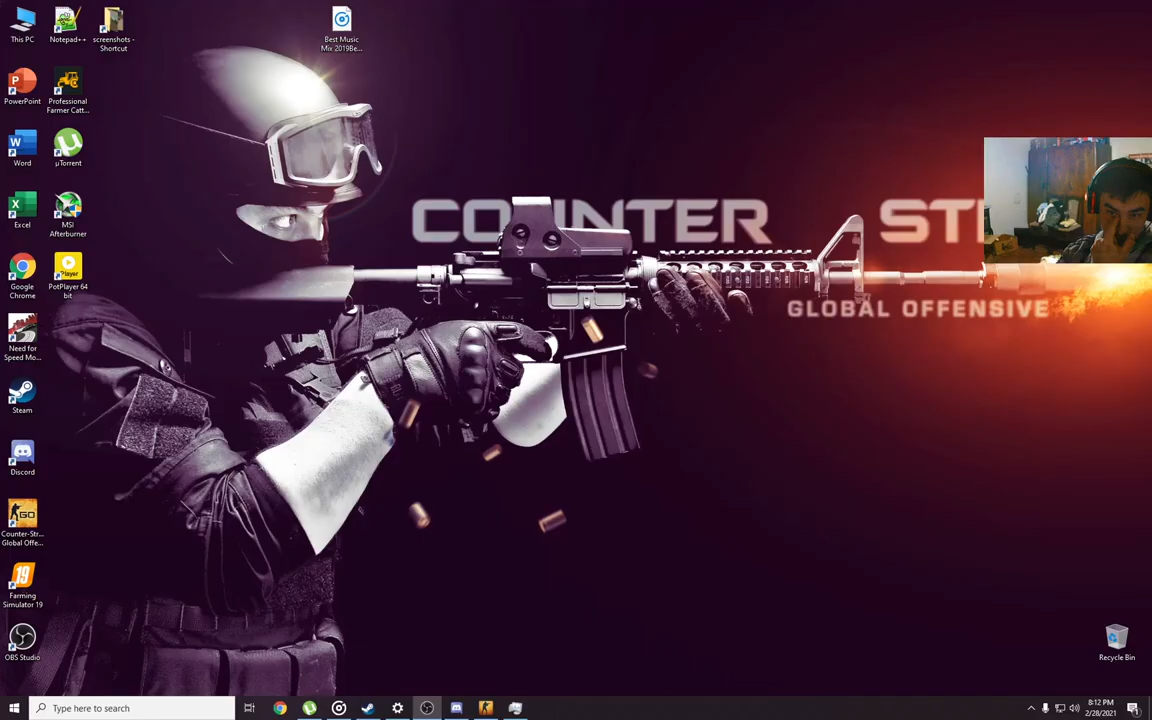 This PC
Notepad++
screenshots -
Shortcut
Best Music
Mix 2019Be...
PowerPoint
Professional
Farmer Catt...
Word
µTorrent
Excel
MSI
Afterburner
Google
Chrome
PotPlayer 64
bit
Need for
Speed Mo...
Steam
Discord
Counter-Str...
Global Offe...
Farming
Simulator 19
OBS Studio
COUNTER STR
GLOBAL OFFENSIVE
Recycle Bin
Type here to search
8:12 PM
2/28/2021